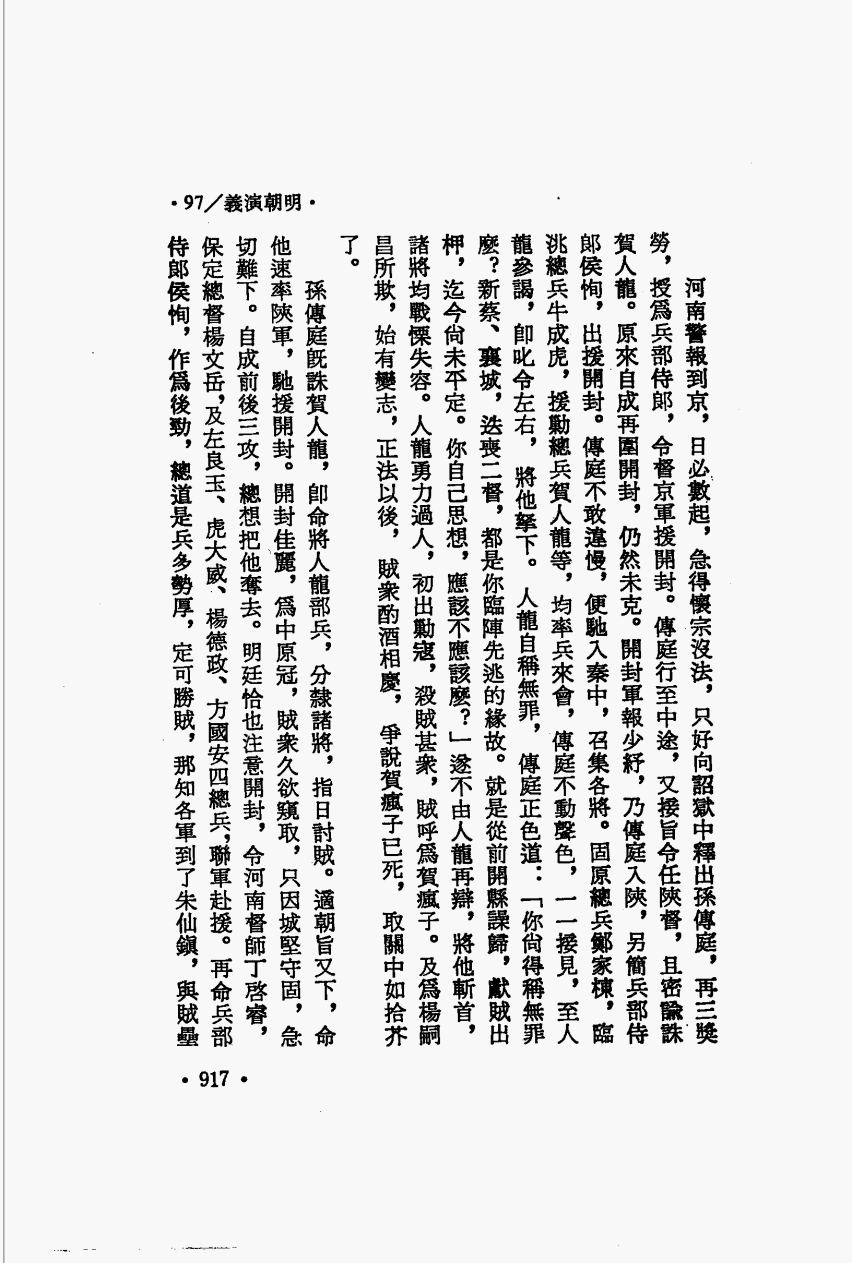 ·97／義演朝明·
河南警報到京，日必數起，急得懷宗沒法，只好向詔獄中釋出孫傳庭，再三獎
勞，授爲兵部侍郎，令督京軍援開封。傳庭行至中途，又接旨令任陝督，且密諭誅
賀人龍。原來自成再圍開封，仍然未克。開封軍報少紓，乃傳庭入陝，另簡兵部侍
郎侯恂，出援開封。傳庭不敢違慢，便馳入秦中，召集各將。固原總兵鄭家棟，臨
洮總兵牛成虎，援勦總兵賀人龍等，均率兵來會，傳庭不動聲色，一一接見，至人
龍參謁，卽叱令左右，將他拏下。人龍自稱無罪，傳庭正色道：「你尙得稱無罪
麼？新蔡、襄城，迭喪二督，都是你臨陣先逃的緣故。就是從前開縣譟歸，獻賊出
柙，迄今尙未平定。你自己思想，應該不應該麼？」遂不由人龍再辯，將他斬首，
諸將均戰慄失容。人龍勇力過人，初出勦寇，殺賊甚衆，賊呼爲賀瘋子。及爲楊嗣
昌所欺，始有變志，正法以後，賊衆酌酒相慶，爭說賀瘋子已死，取關中如拾芥
了。
孫傳庭旣誅賀人龍，卽命將人龍部兵，分隸諸將，指日討賊。適朝旨又下，命
他速率陝軍，馳援開封。開封佳麗，爲中原冠，賊衆久欲窺取，只因城堅守固，急
切難下。自成前後三攻，總想把他奪去。明廷恰也注意開封，令河南督師丁啓睿，
保定總督楊文岳，及左良玉、虎大威、楊德政、方國安四總兵，聯軍赴援。再命兵部
侍郎侯恂，作爲後勁，總道是兵多勢厚，定可勝賊，那知各軍到了朱仙鎭，與賊壘
·917·